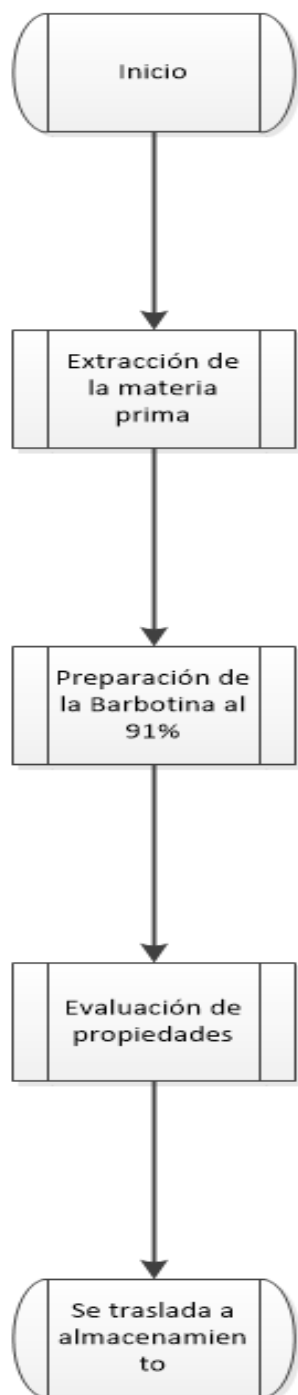 Inicio
Extracción de
la materia
prima
Preparación de
la Barbotina al
91%
Evaluación de
propiedades
Se traslada a
almacenamien
to